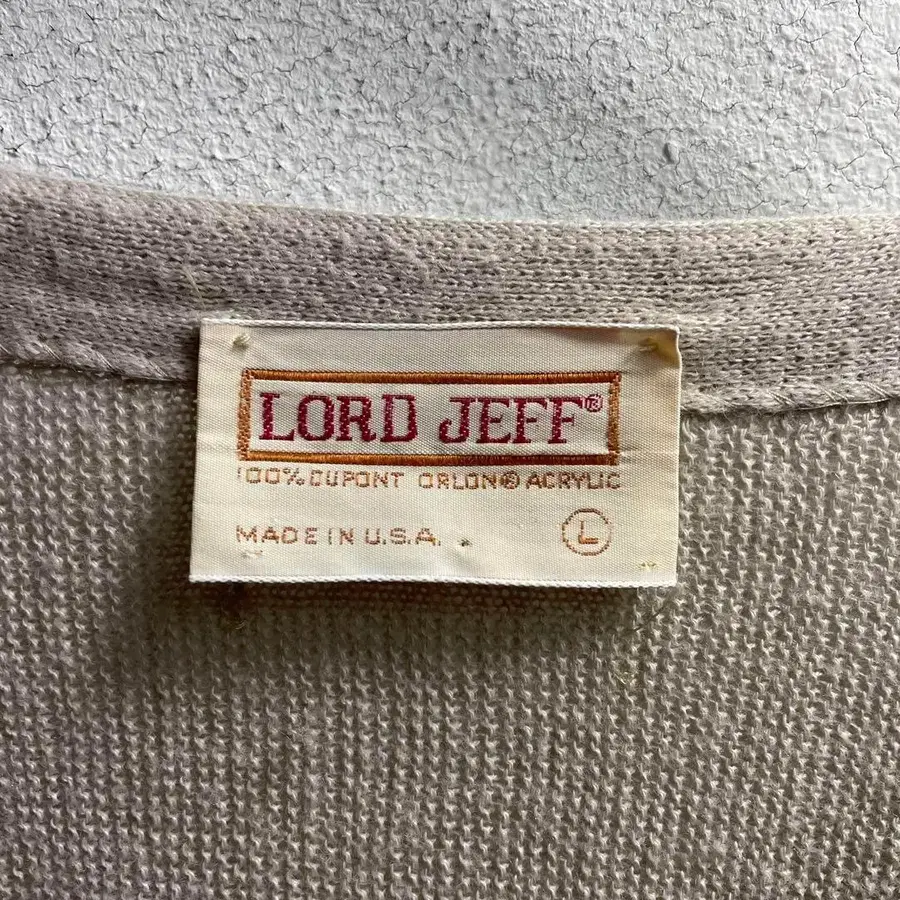 LORD JEFF®
100% DUPONT ORLON® ACRYLIC
MADE IN U.S.A. L